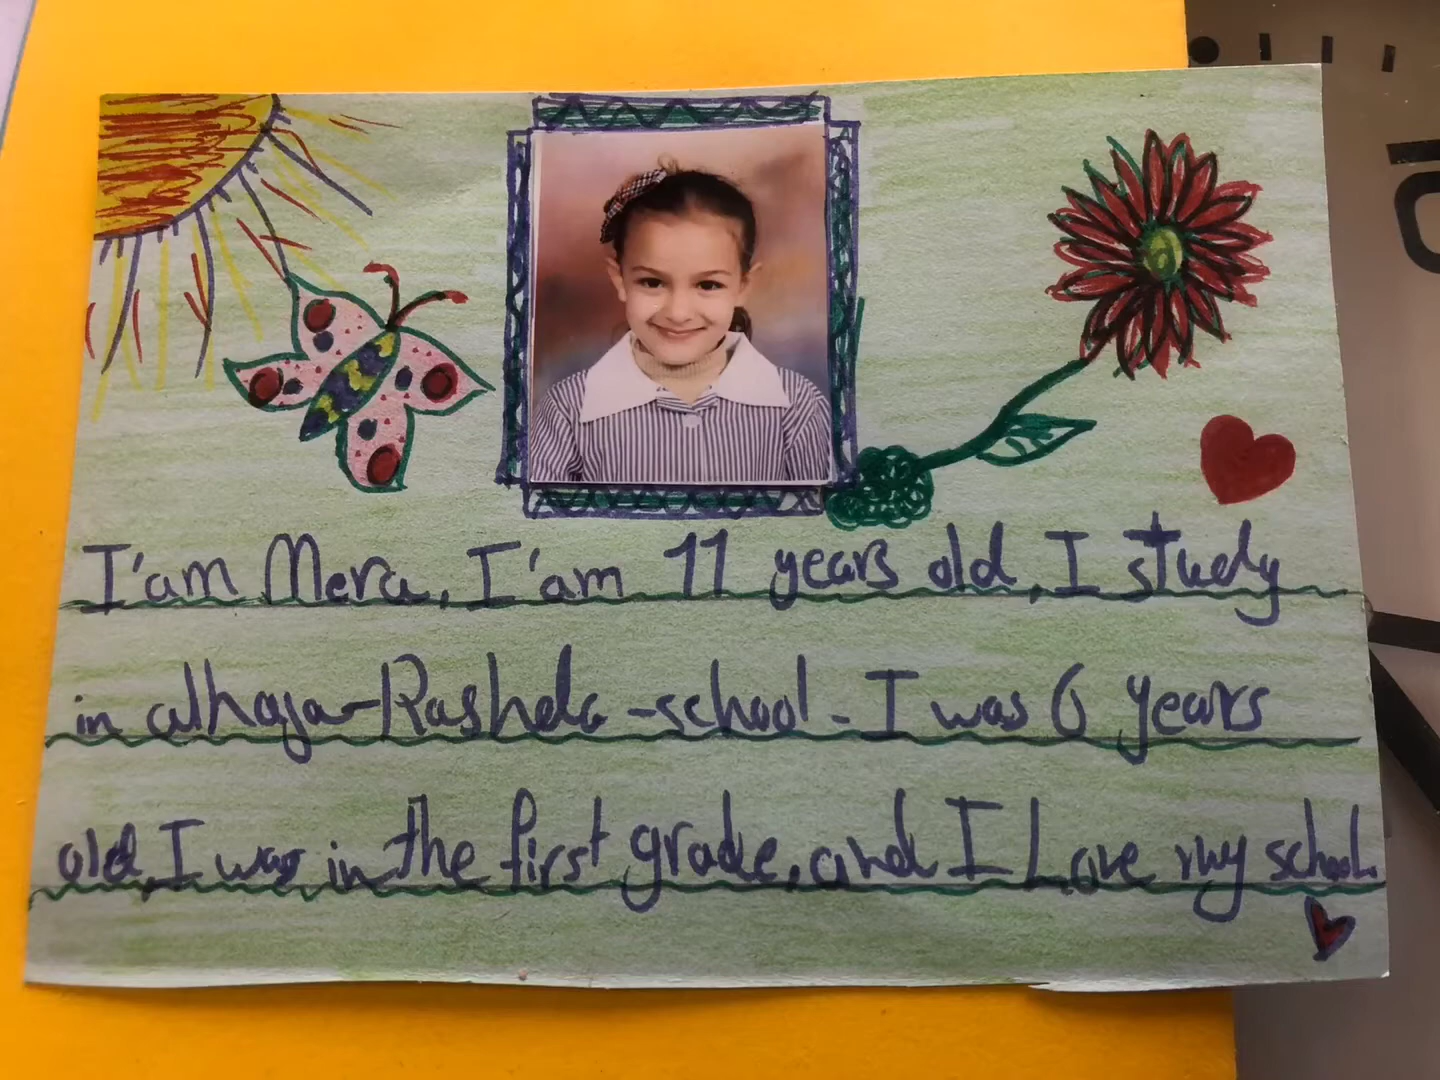 I'am Mera, I'am 11 years old, I study
in alhaja-Rashela-school-I was 6 years
old, I was in the first grade, and I Love my school.